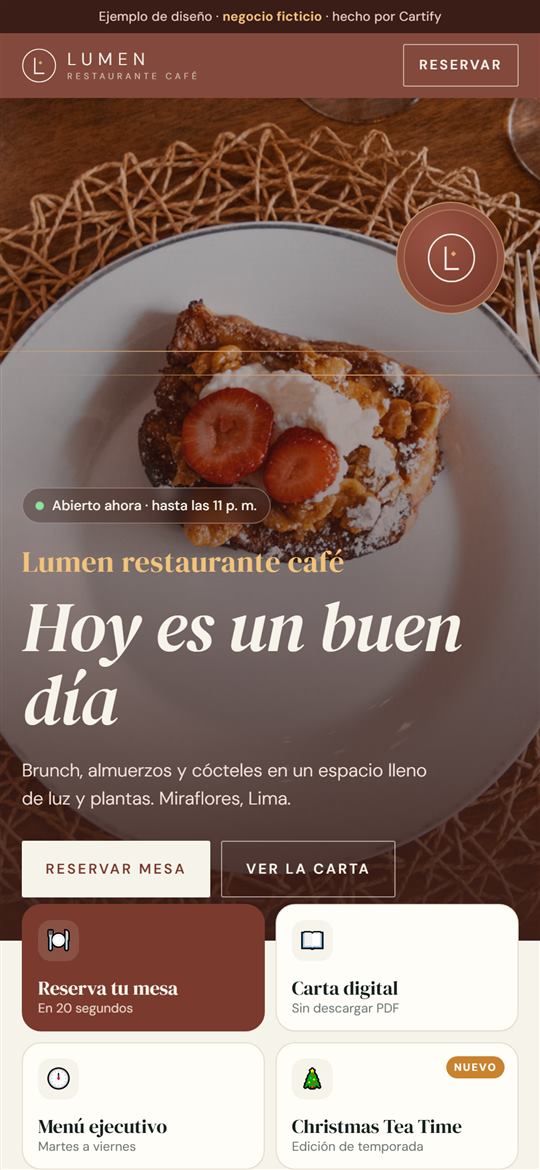 Ejemplo de diseño · negocio ficticio · hecho por Cartify
LUMEN
RESTAURANTE CAFÉ
RESERVAR
L
Abierto ahora · hasta las 11 p. m.
Lumen restaurante café
Hoy es un buen
día
Brunch, almuerzos y cócteles en un espacio lleno
de luz y plantas. Miraflores, Lima.
RESERVAR MESA
VER LA CARTA
Reserva tu mesa
En 20 segundos
Carta digital
Sin descargar PDF
Menú ejecutivo
Martes a viernes
NUEVO
Christmas Tea Time
Edición de temporada